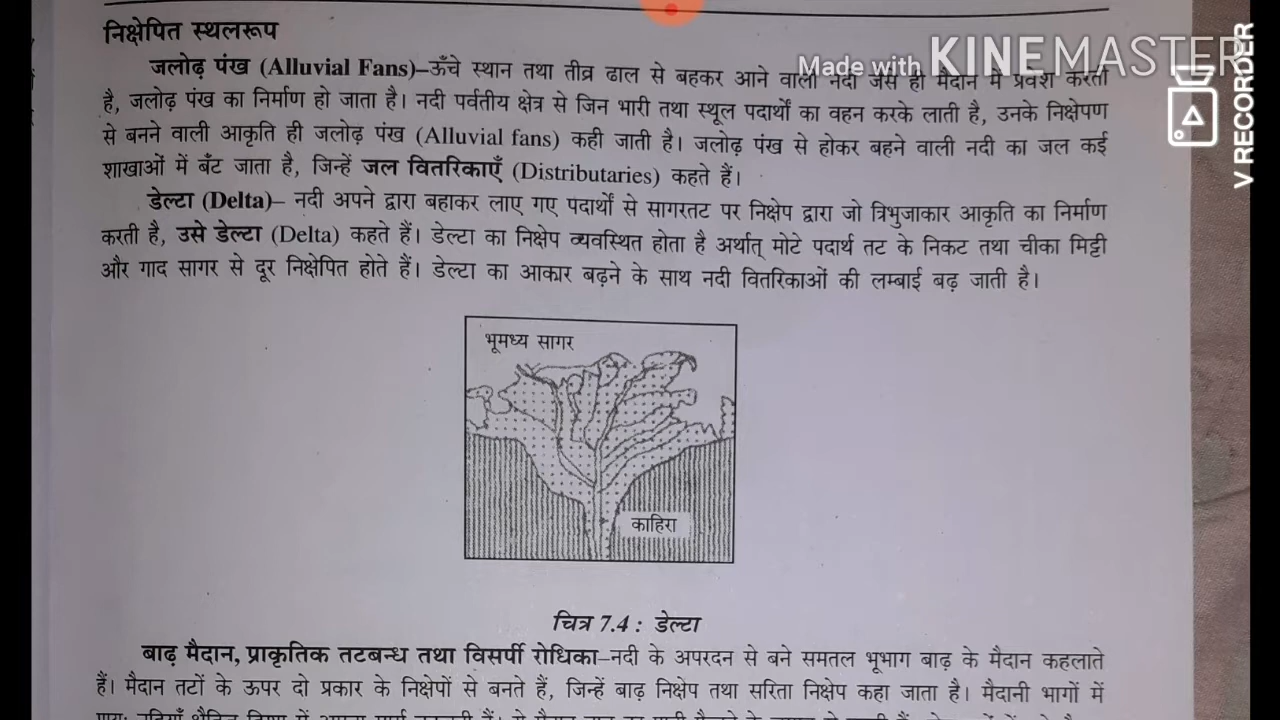 निक्षेपित स्थलरूप
Made with KINEMASTER
V RECORDER
जलोढ़ पंख (Alluvial Fans)–ऊँचे स्थान तथा तीव्र ढाल से बहकर आने वाली नदी जैसे ही मैदान में प्रवेश करती
है, जलोढ़ पंख का निर्माण हो जाता है। नदी पर्वतीय क्षेत्र से जिन भारी तथा स्थूल पदार्थों का वहन करके लाती है, उनके निक्षेपण
से बनने वाली आकृति ही जलोढ़ पंख (Alluvial fans) कही जाती है। जलोढ़ पंख से होकर बहने वाली नदी का जल कई
शाखाओं में बँट जाता है, जिन्हें जल वितरिकाएँ (Distributaries) कहते हैं।
डेल्टा (Delta)– नदी अपने द्वारा बहाकर लाए गए पदार्थों से सागरतट पर निक्षेप द्वारा जो त्रिभुजाकार आकृति का निर्माण
करती है, उसे डेल्टा (Delta) कहते हैं। डेल्टा का निक्षेप व्यवस्थित होता है अर्थात् मोटे पदार्थ तट के निकट तथा चीका मिट्टी
और गाद सागर से दूर निक्षेपित होते हैं। डेल्टा का आकार बढ़ने के साथ नदी वितरिकाओं की लम्बाई बढ़ जाती है।
भूमध्य सागर
काहिरा
चित्र 7.4 : डेल्टा
बाढ़ मैदान, प्राकृतिक तटबन्ध तथा विसर्पी रोधिका–नदी के अपरदन से बने समतल भूभाग बाढ़ के मैदान कहलाते
हैं। मैदान तटों के ऊपर दो प्रकार के निक्षेपों से बनते हैं, जिन्हें बाढ़ निक्षेप तथा सरिता निक्षेप कहा जाता है। मैदानी भागों में